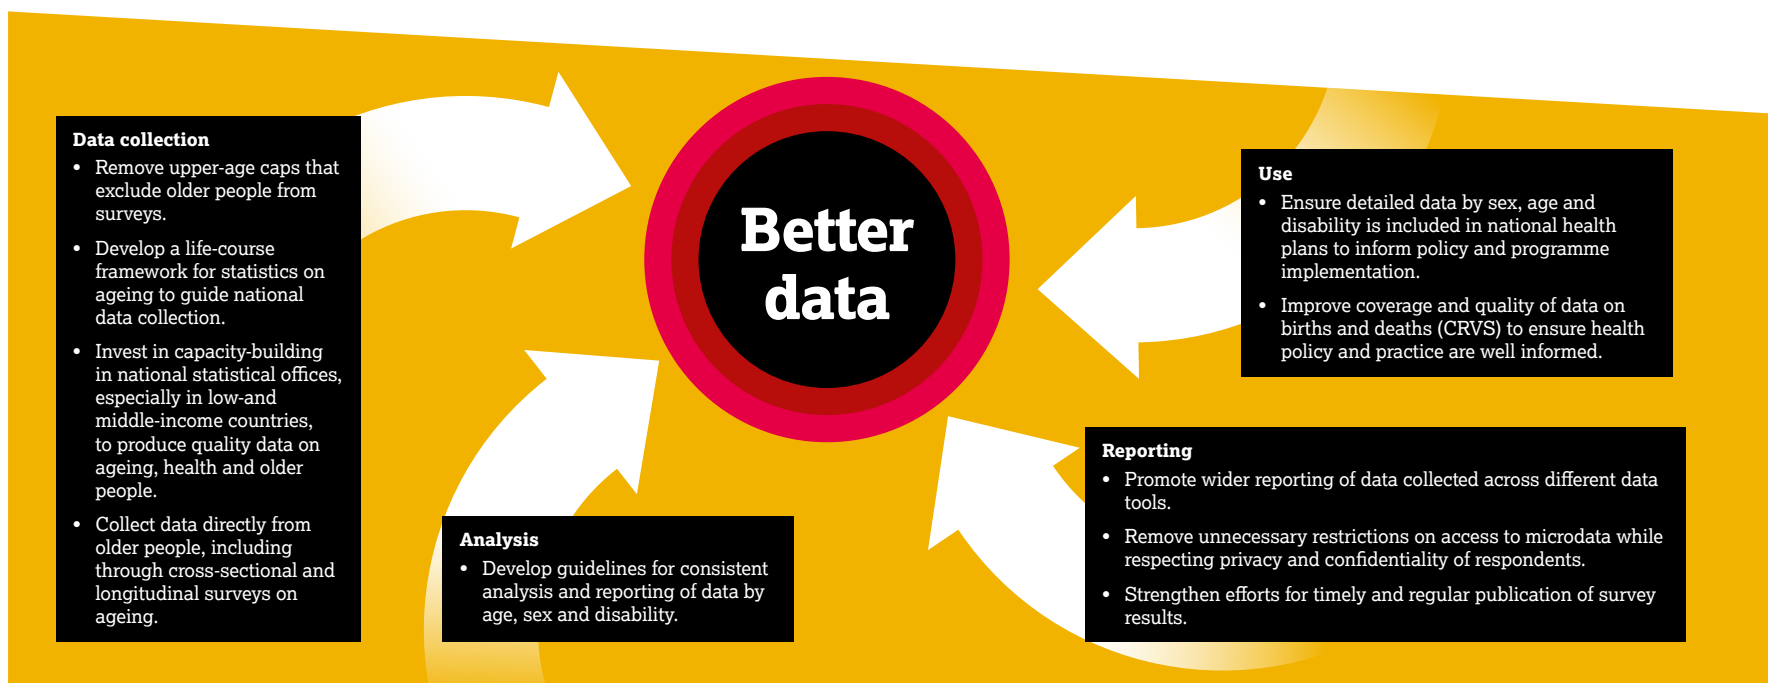 Data collection
• Remove upper-age caps that
exclude older people from
surveys.
• Develop a life-course
framework for statistics on
ageing to guide national
data collection.
• Invest in capacity-building
in national statistical offices,
especially in low-and
middle-income countries,
to produce quality data on
ageing, health and older
people.
• Collect data directly from
older people, including
through cross-sectional and
longitudinal surveys on
ageing.
Analysis
• Develop guidelines for consistent
analysis and reporting of data by
age, sex and disability.
Better
data
Use
• Ensure detailed data by sex, age and
disability is included in national health
plans to inform policy and programme
implementation.
• Improve coverage and quality of data on
births and deaths (CRVS) to ensure health
policy and practice are well informed.
Reporting
• Promote wider reporting of data collected across different data
tools.
• Remove unnecessary restrictions on access to microdata while
respecting privacy and confidentiality of respondents.
• Strengthen efforts for timely and regular publication of survey
results.